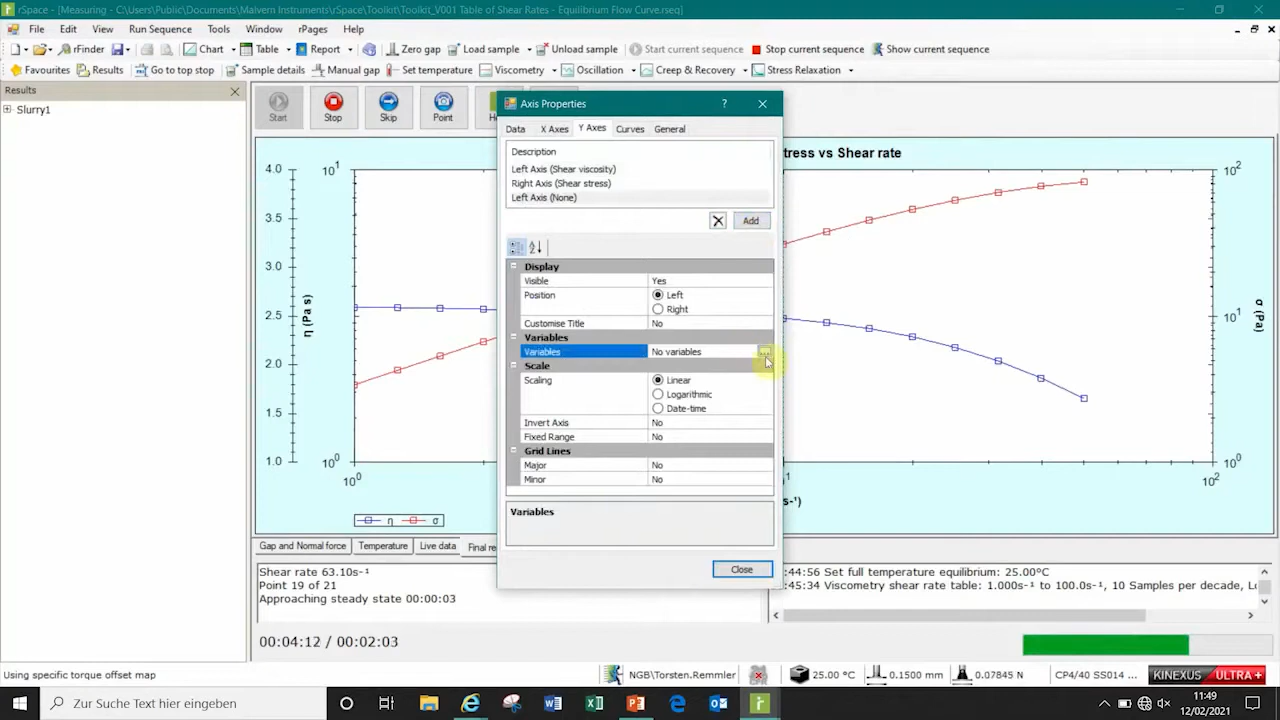 rSpace - [Measuring - C:\Users\Public\Documents\Malvern Instruments\rSpace\Toolkit\Toolkit_V001 Table of Shear Rates - Equilibrium Flow Curve.rseq]
File Edit View Run Sequence Tools Window rPages Help
rFinder Chart Table Report Zero gap Load sample Unload sample Start current sequence Stop current sequence Show current sequence
Favourites Results Go to top stop Sample details Manual gap Set temperature Viscometry Oscillation Creep & Recovery Stress Relaxation
Results
Slurry1
Start Stop Skip Point
Axis Properties
Data X Axes Y Axes Curves General
Description
Left Axis (Shear viscosity)
Right Axis (Shear stress)
Left Axis (None)
Add
Display
Visible Yes
Position Left
Right
Customise Title No
Variables
Variables No variables
Scale
Scaling Linear
Logarithmic
Date-time
Invert Axis No
Fixed Range No
Grid Lines
Major No
Minor No
Variables
Close
tress vs Shear rate
4.0
3.5
3.0
2.5
2.0
1.5
1.0
η (Pa s)
10¹
10⁰
10⁰
10²
10¹
10⁰
σ (Pa)
10²
η σ
Gap and Normal force Temperature Live data
Shear rate 63.10s⁻¹
Point 19 of 21
Approaching steady state 00:00:03
:44:56 Set full temperature equilibrium: 25.00°C
:45:34 Viscometry shear rate table: 1.000s⁻¹ to 100.0s⁻¹, 10 Samples per decade,
00:04:12 / 00:02:03
Using specific torque offset map
NGB\Torsten.Remmler 25.00 °C 0.1500 mm 0.07845 N CP4/40 SS014 ... KINEXUS ULTRA+
Zur Suche Text hier eingeben
11:49
12/02/2021